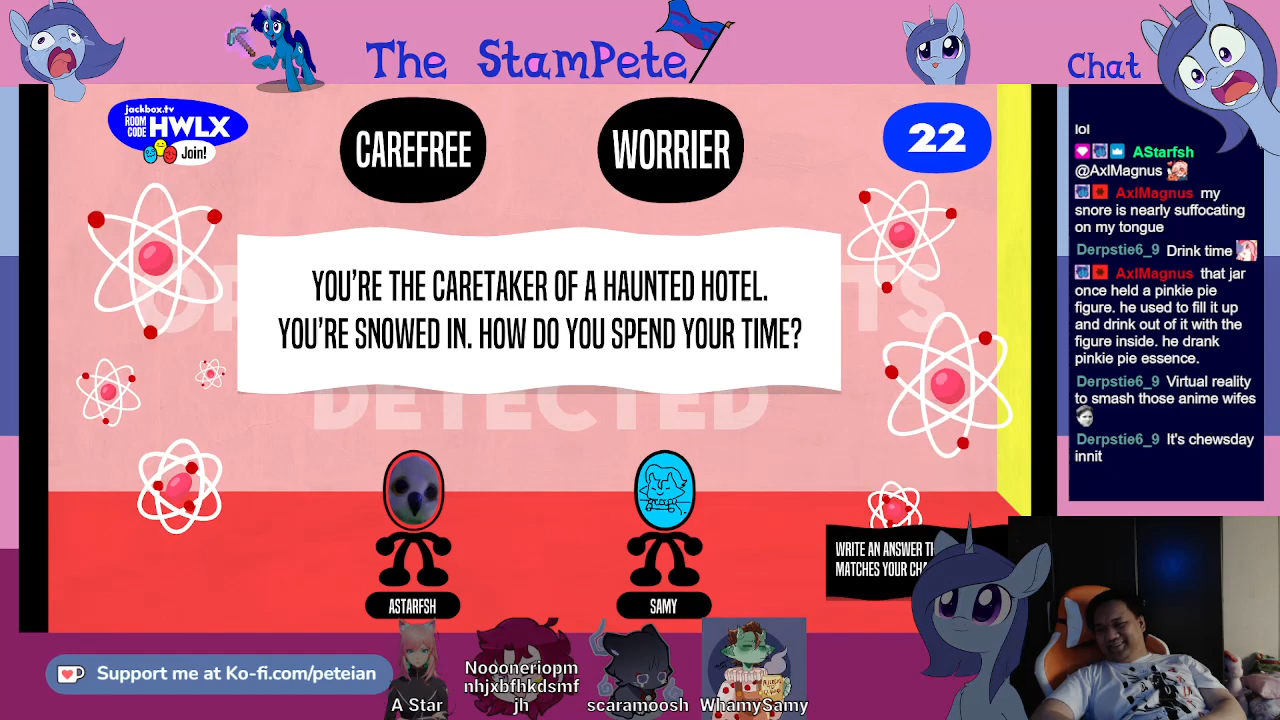 The StamPete
Chat
jackbox.tv
ROOM
CODE
HWLX
Join!
CAREFREE
WORRIER
22
YOU'RE THE CARETAKER OF A HAUNTED HOTEL.
YOU'RE SNOWED IN. HOW DO YOU SPEND YOUR TIME?
DETECTED
ASTARFSH
SAMY
WRITE AN ANSWER
MATCHES YOUR
lol
AStarfsh
@AxlMagnus
AxlMagnus my
snore is nearly suffocating
on my tongue
Derpstie6_9 Drink time
AxlMagnus that jar
once held a pinkie pie
figure. he used to fill it up
and drink out of it with the
figure inside. he drank
pinkie pie essence.
Derpstie6_9 Virtual reality
to smash those anime wifes
Derpstie6_9 It's chewsday
innit
Support me at Ko-fi.com/peteian
A Star
Noooneriopm
nhjxbfhkdsmf
jh
scaramoosh
WhamySamy